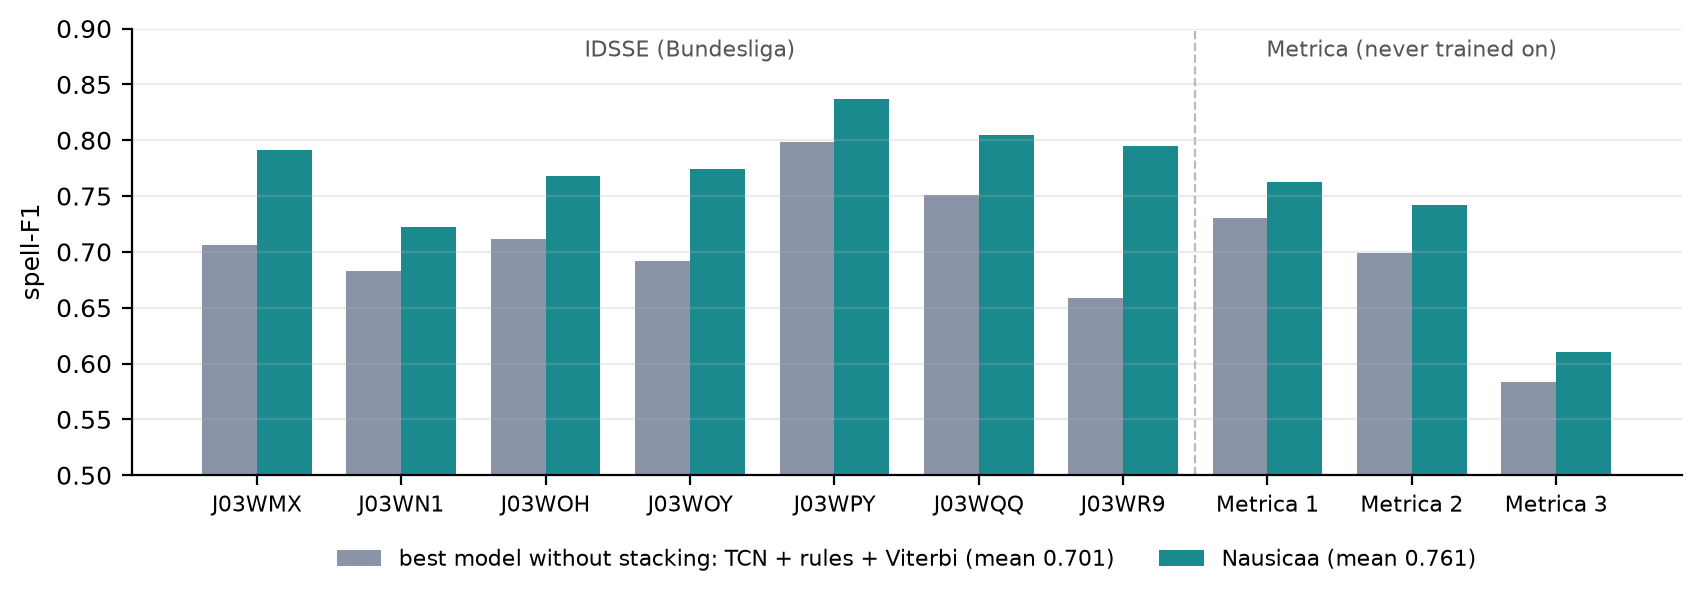 IDSSE (Bundesliga)
Metrica (never trained on)
spell-F1
0.90
0.85
0.80
0.75
0.70
0.65
0.60
0.55
0.50
J03WMX
J03WN1
J03WOH
J03WOY
J03WPY
J03WQQ
J03WR9
Metrica 1
Metrica 2
Metrica 3
best model without stacking: TCN + rules + Viterbi (mean 0.701)
Nausicaa (mean 0.761)